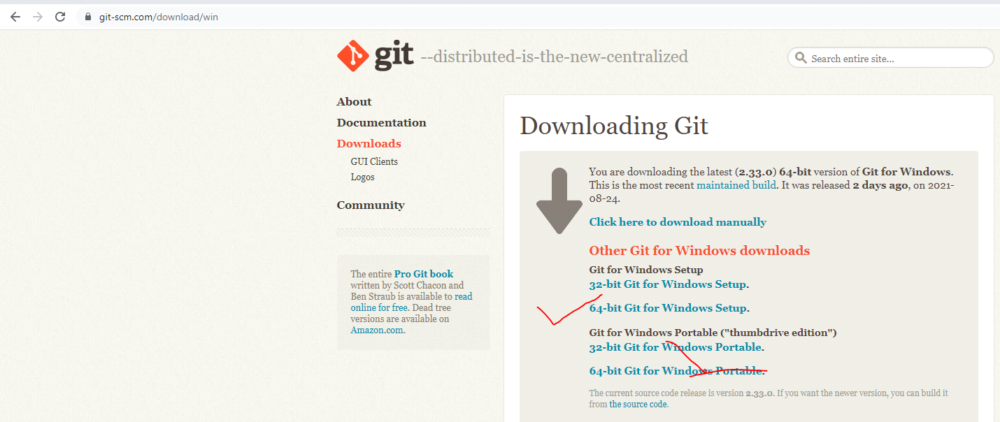 git-scm.com/download/win
git --distributed-is-the-new-centralized
Search entire site...
About
Documentation
Downloads
GUI Clients
Logos
Community
The entire Pro Git book
written by Scott Chacon and
Ben Straub is available to read
online for free. Dead tree
versions are available on
Amazon.com.
Downloading Git
You are downloading the latest (2.33.0) 64-bit version of Git for Windows.
This is the most recent maintained build. It was released 2 days ago, on 2021-
08-24.
Click here to download manually
Other Git for Windows downloads
Git for Windows Setup
32-bit Git for Windows Setup.
64-bit Git for Windows Setup.
Git for Windows Portable ("thumbdrive edition")
32-bit Git for Windows Portable.
64-bit Git for Windows Portable.
The current source code release is version 2.33.0. If you want the newer version, you can build it
from the source code.